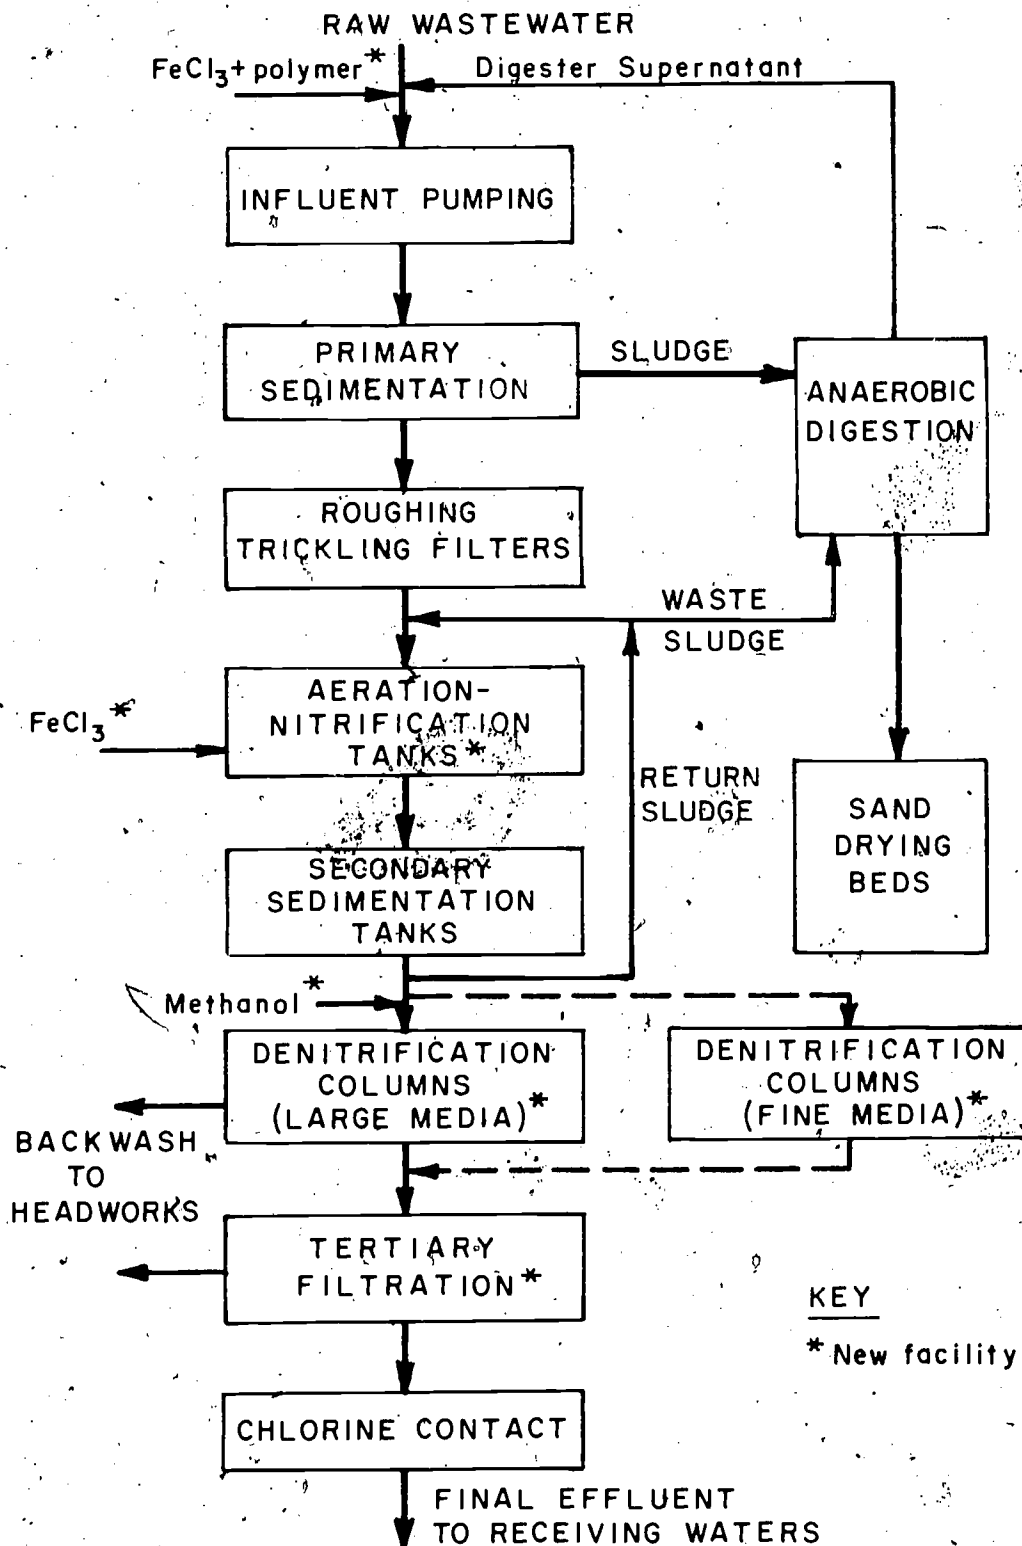 RAW WASTEWATER
FeCl3+polymer*
Digester Supernatant
INFLUENT PUMPING
PRIMARY
SEDIMENTATION
SLUDGE
ANAEROBIC
DIGESTION
ROUGHING
TRICKLING FILTERS
WASTE
SLUDGE
AERATION-
NITRIFICATION
TANKS*
FeCl3*
RETURN
SLUDGE
SAND
DRYING
BEDS
SECONDARY
SEDIMENTATION
TANKS
Methanol*
DENITRIFICATION
COLUMNS
(LARGE MEDIA)*
DENITRIFICATION
COLUMNS
(FINE MEDIA)*
BACKWASH
TO
HEADWORKS
TERTIARY
FILTRATION*
KEY
*New facility
CHLORINE CONTACT
FINAL EFFLUENT
TO RECEIVING WATERS